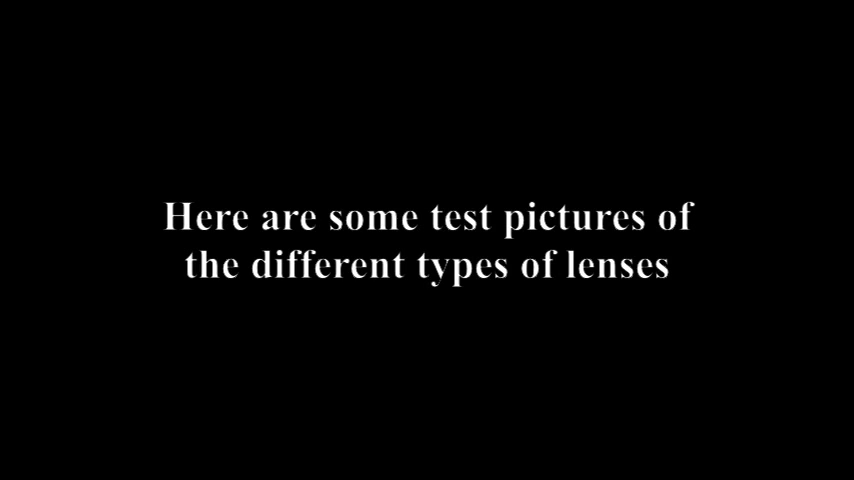 Here are some test pictures of
the different types of lenses